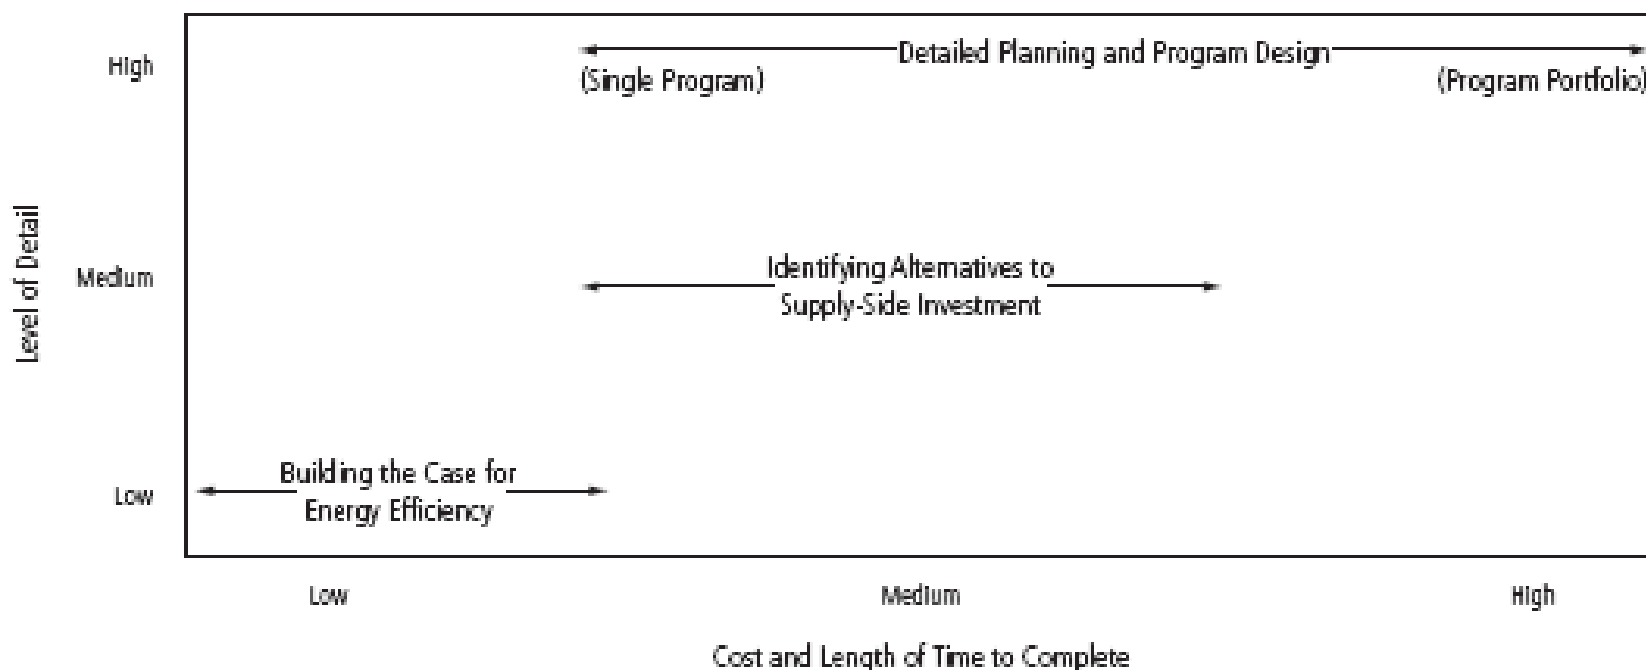 High
Detailed Planning and Program Design
(Single Program)
(Program Portfolio)
Level of Detail
Medium
Identifying Alternatives to
Supply-Side Investment
Low
Building the Case for
Energy Efficiency
Low
Medium
High
Cost and Length of Time to Complete